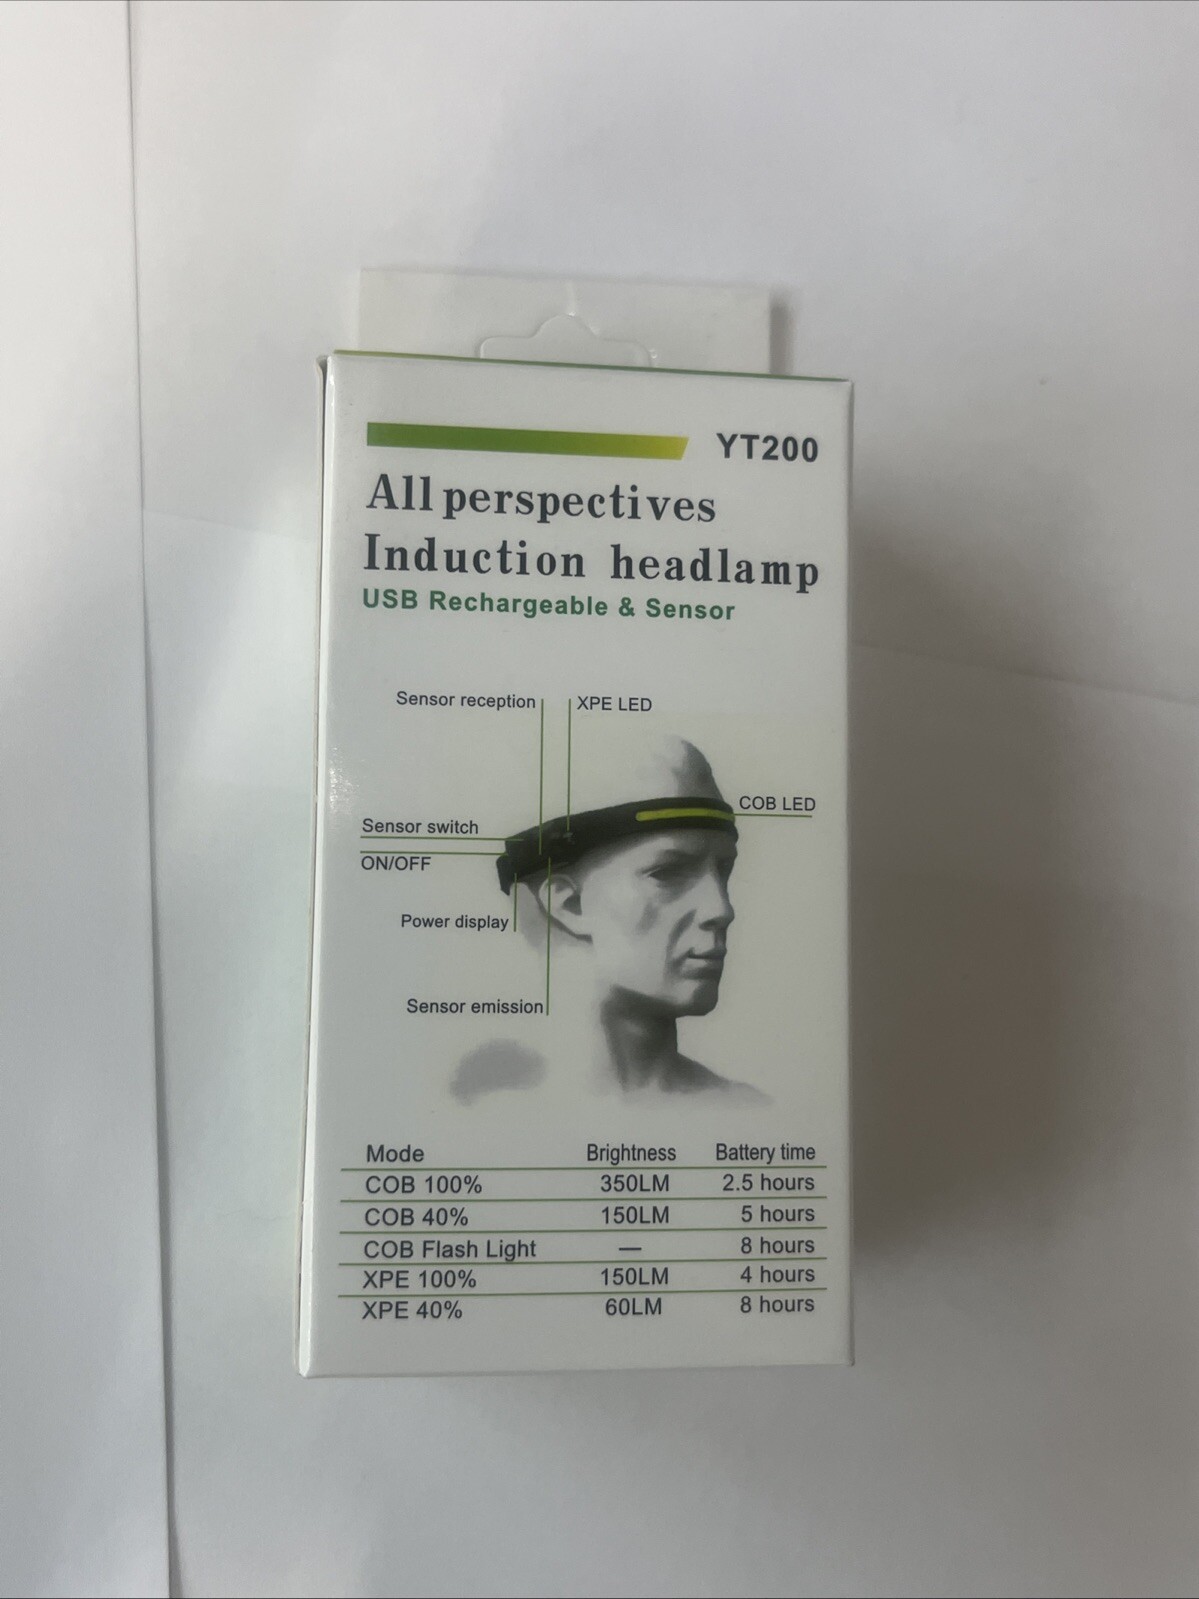 YT200
All perspectives
Induction headlamp
USB Rechargeable & Sensor
Sensor reception
XPE LED
COB LED
Sensor switch
ON/OFF
Power display
Sensor emission
Mode Brightness Battery time
COB 100% 350LM 2.5 hours
COB 40% 150LM 5 hours
COB Flash Light — 8 hours
XPE 100% 150LM 4 hours
XPE 40% 60LM 8 hours